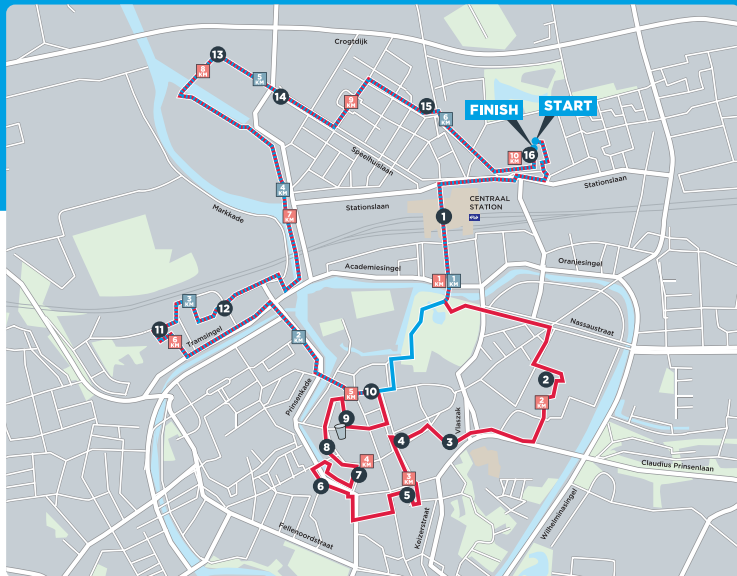 Crogtdijk
13
8
KM
5
KM
14
9
KM
15
6
KM
FINISH
START
10
KM
16
Speelhuislaan
Stationslaan
Stationslaan
CENTRAAL
STATION
1
4
KM
7
KM
Markkade
Academiesingel
Oranjesingel
1
KM
1
KM
3
KM
12
11
6
KM
Tramsingel
2
KM
Nassaustraat
2
2
KM
Prinsenkade
5
KM
10
9
8
4
3
Vlaszak
4
KM
7
6
3
KM
5
Claudius Prinsenlaan
Wilhelminasingel
Keizerstraat
Fellenoordstraat